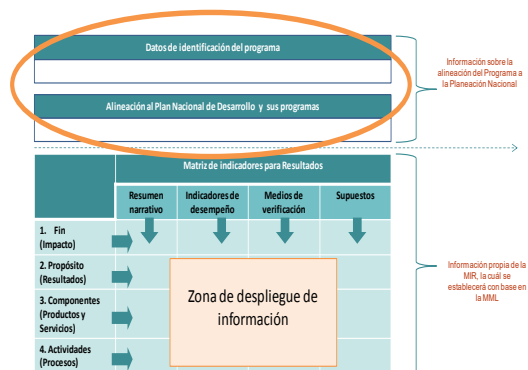 Datos de identificación del programa
Alineación al Plan Nacional de Desarrollo y sus programas
Información sobre la
alineación del Programa a
la Planeación Nacional
Matriz de indicadores para Resultados
Resumen
narrativo
Indicadores de
desempeño
Medios de
verificación
Supuestos
1. Fin
(Impacto)
2. Propósito
(Resultados)
3. Componentes
(Productos y
Servicios)
4. Actividades
(Procesos)
Zona de despliegue de
información
Información propia de la
MIR, la cuál se
establecerá con base en
la MML